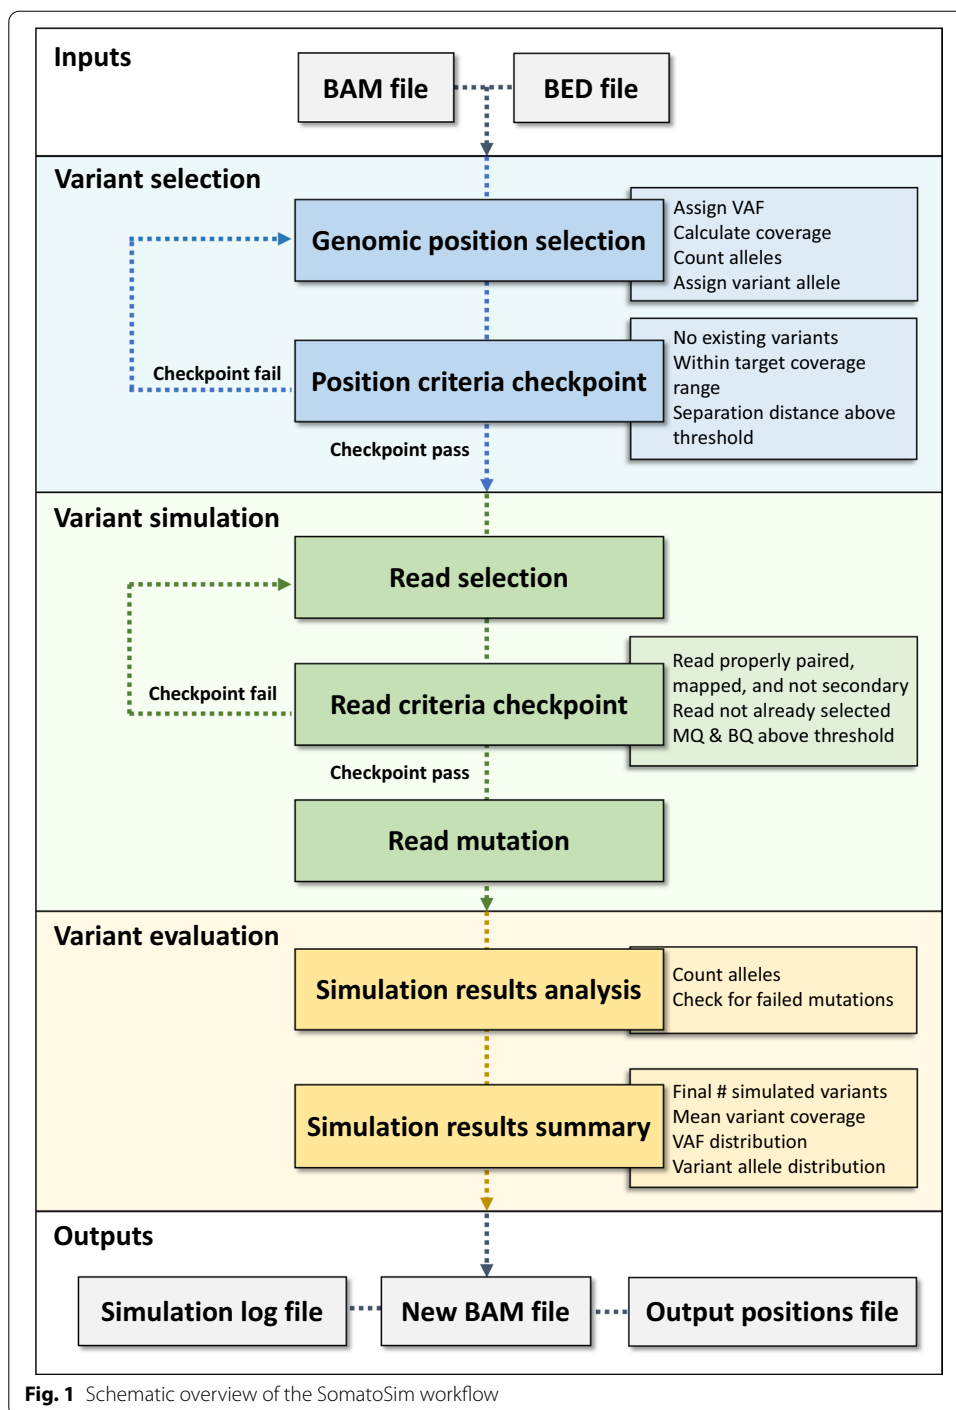 Inputs
BAM file
BED file
Variant selection
Genomic position selection
Assign VAF
Calculate coverage
Count alleles
Assign variant allele
Checkpoint fail
Position criteria checkpoint
No existing variants
Within target coverage
range
Separation distance above
threshold
Checkpoint pass
Variant simulation
Read selection
Checkpoint fail
Read criteria checkpoint
Read properly paired,
mapped, and not secondary
Read not already selected
MQ & BQ above threshold
Checkpoint pass
Read mutation
Variant evaluation
Simulation results analysis
Count alleles
Check for failed mutations
Simulation results summary
Final # simulated variants
Mean variant coverage
VAF distribution
Variant allele distribution
Outputs
Simulation log file
New BAM file
Output positions file
Fig. 1 Schematic overview of the SomatoSim workflow